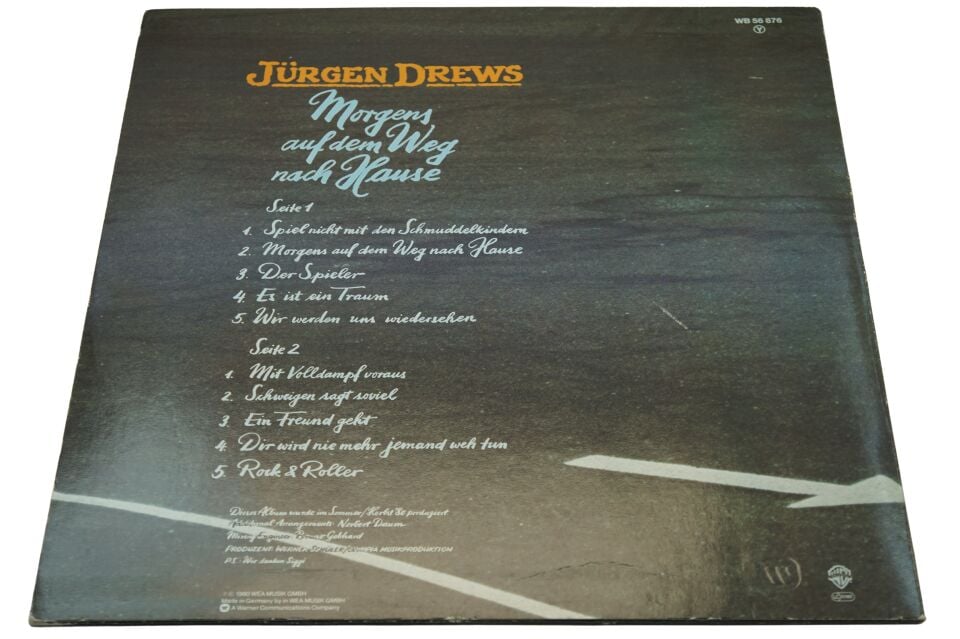 WB 56 876
Y
JÜRGEN DREWS
Morgens
auf dem Weg
nach Hause
Seite 1
1. Spiel nicht mit den Schmuddelkindern
2. Morgens auf dem Weg nach Hause
3. Der Spieler
4. Es ist ein Traum
5. Wir werden uns wiedersehen
Seite 2
1. Mit Volldampf voraus
2. Schweigen sagt soviel
3. Ein Freund geht
4. Dir wird nie mehr jemand weh tun
5. Rock & Roller
Dieses Album wurde im Sommer/Herbst '80 produziert
Additional Arrangements: Norbert Daum
Gebhard
PRODUZENT: WERNER MUSIKPRODUKTION
PS: Wir danken Siggi
℗ © 1980 WEA MUSIK GMBH
Made in Germany by WEA MUSIK GMBH
A Warner Communications Company